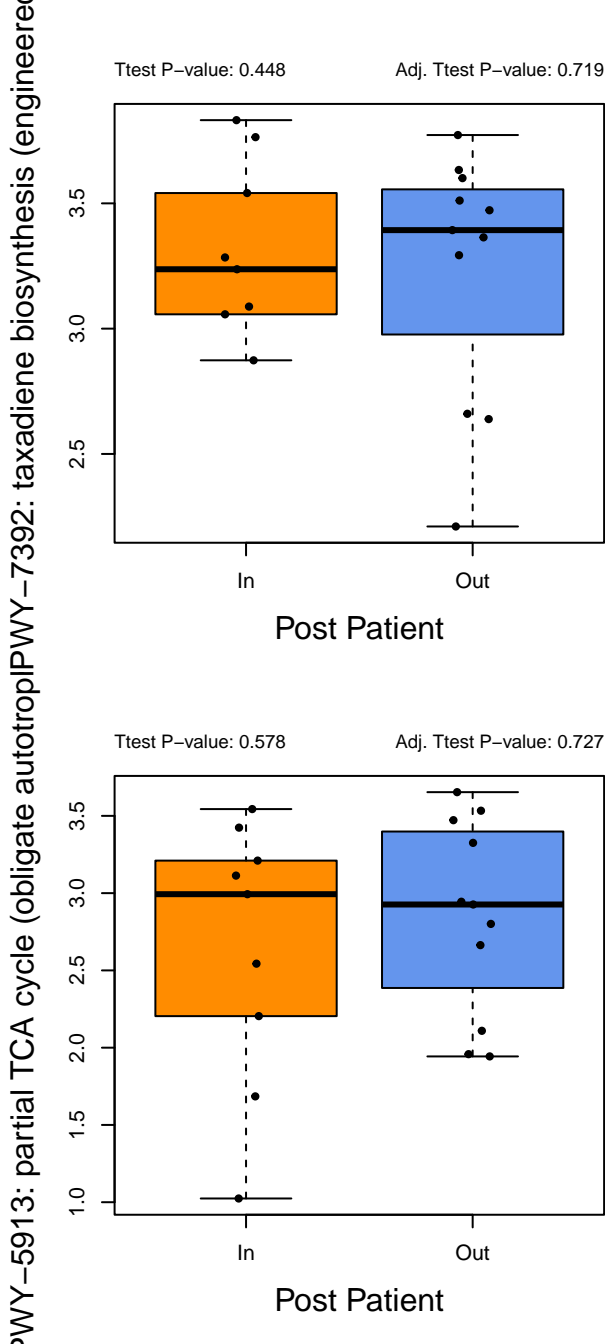 Ttest P−value: 0.448
Adj. Ttest P−value: 0.719
PWY−7392: taxadiene biosynthesis (engineered
3.5
3.0
2.5
In
Out
Post Patient
Ttest P−value: 0.578
Adj. Ttest P−value: 0.727
PWY−5913: partial TCA cycle (obligate autotrop
3.5
3.0
2.5
2.0
1.5
1.0
In
Out
Post Patient